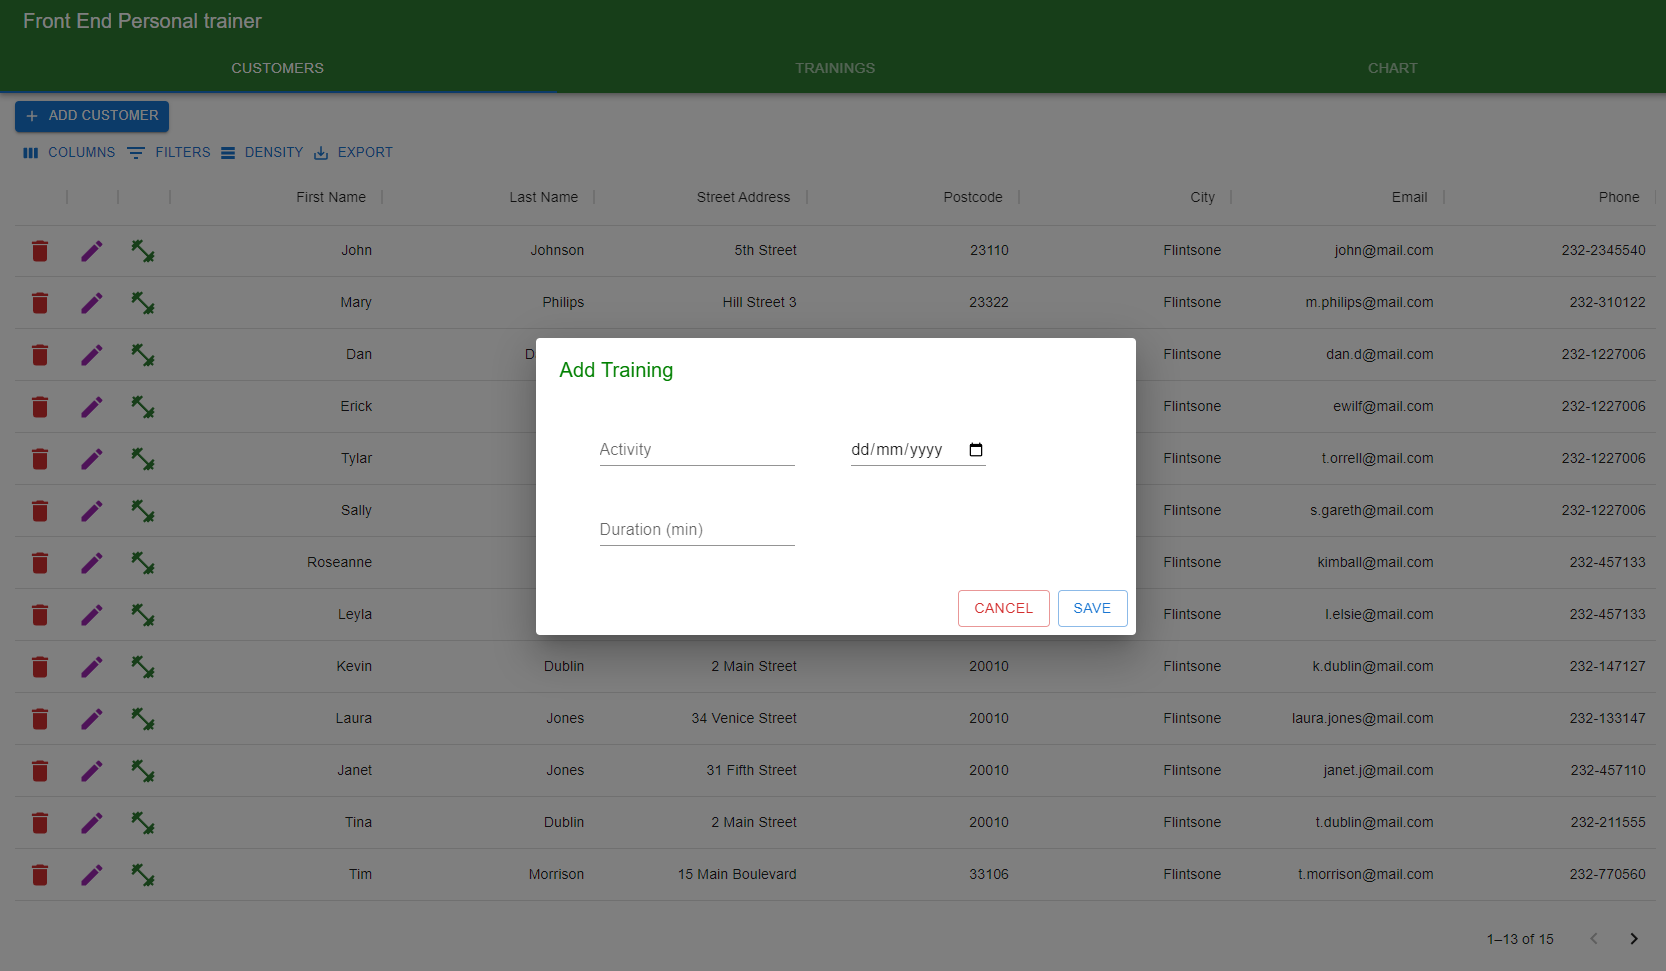 Front End Personal trainer
CUSTOMERS TRAININGS CHART
+ ADD CUSTOMER
COLUMNS FILTERS DENSITY EXPORT
First Name Last Name Street Address Postcode City Email Phone
John Johnson 5th Street 23110 Flintsone john@mail.com 232-2345540
Mary Philips Hill Street 3 23322 Flintsone m.philips@mail.com 232-310122
Dan D Flintsone dan.d@mail.com 232-1227006
Add Training
Erick Flintsone ewilf@mail.com 232-1227006
Activity dd/mm/yyyy
Tylar Flintsone t.orrell@mail.com 232-1227006
Sally Flintsone s.gareth@mail.com 232-1227006
Duration (min)
Roseanne Flintsone kimball@mail.com 232-457133
CANCEL SAVE
Leyla Flintsone l.elsie@mail.com 232-457133
Kevin Dublin 2 Main Street 20010 Flintsone k.dublin@mail.com 232-147127
Laura Jones 34 Venice Street 20010 Flintsone laura.jones@mail.com 232-133147
Janet Jones 31 Fifth Street 20010 Flintsone janet.j@mail.com 232-457110
Tina Dublin 2 Main Street 20010 Flintsone t.dublin@mail.com 232-211555
Tim Morrison 15 Main Boulevard 33106 Flintsone t.morrison@mail.com 232-770560
1–13 of 15